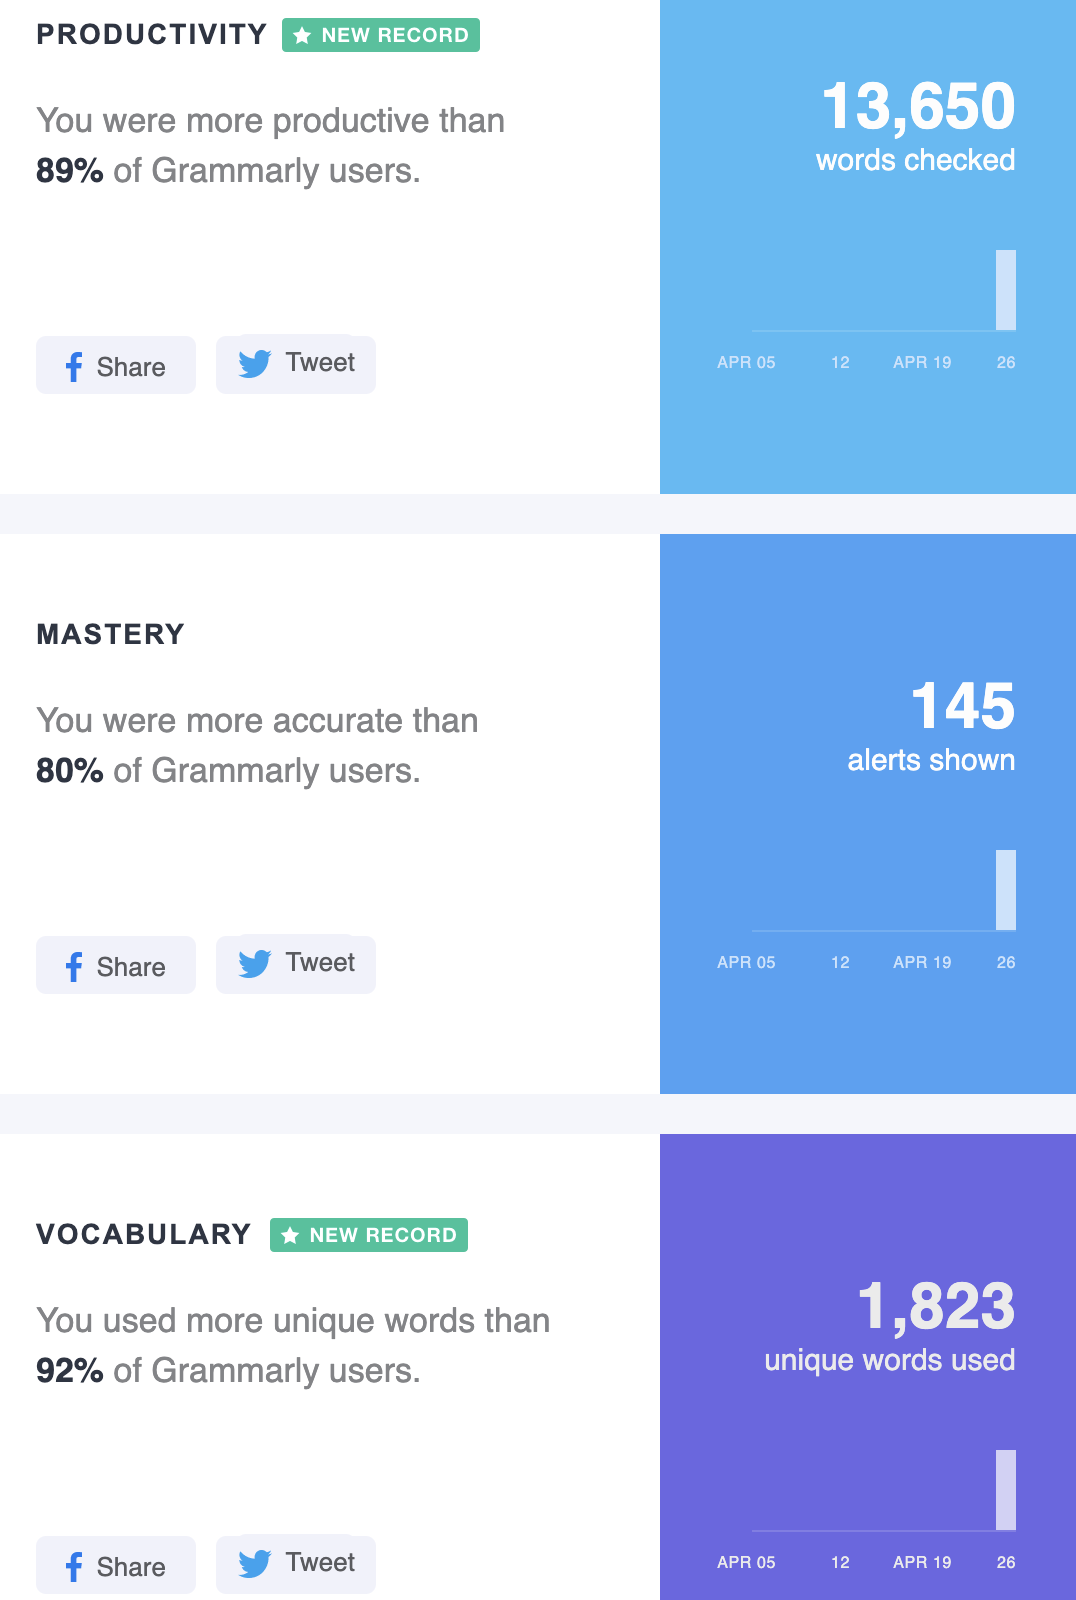 PRODUCTIVITY NEW RECORD
You were more productive than
89% of Grammarly users.
Share Tweet
13,650
words checked
APR 05 12 APR 19 26
MASTERY
You were more accurate than
80% of Grammarly users.
Share Tweet
145
alerts shown
APR 05 12 APR 19 26
VOCABULARY NEW RECORD
You used more unique words than
92% of Grammarly users.
Share Tweet
1,823
unique words used
APR 05 12 APR 19 26